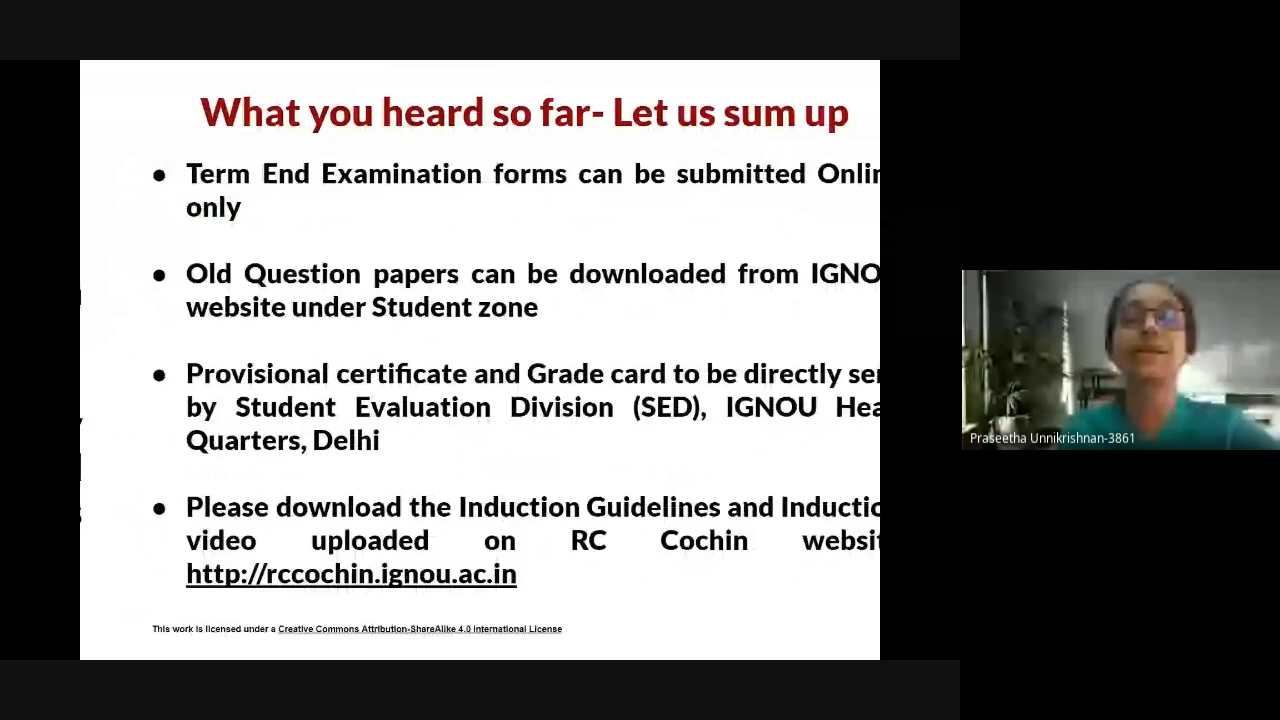 What you heard so far- Let us sum up
● Term End Examination forms can be submitted Onlin
only
● Old Question papers can be downloaded from IGNO
website under Student zone
● Provisional certificate and Grade card to be directly sen
by Student Evaluation Division (SED), IGNOU Hea
Quarters, Delhi
● Please download the Induction Guidelines and Inductio
video uploaded on RC Cochin websit
http://rccochin.ignou.ac.in
This work is licensed under a Creative Commons Attribution-ShareAlike 4.0 International License
Praseetha Unnikrishnan-3861